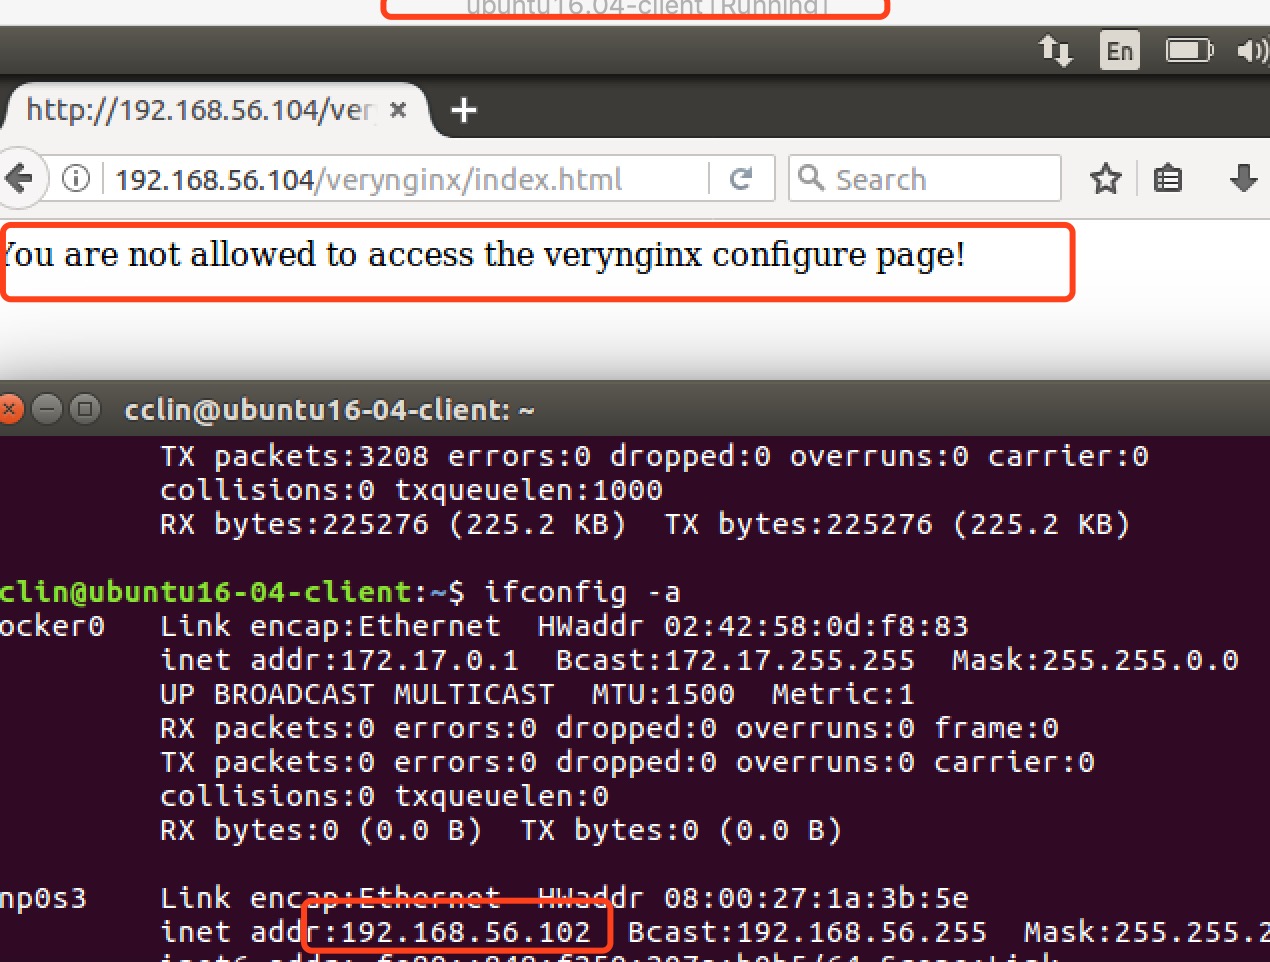 ubuntu16.04-client [Running]
En
http://192.168.56.104/ver
192.168.56.104/verynginx/index.html
Search
You are not allowed to access the verynginx configure page!
cclin@ubuntu16-04-client: ~
TX packets:3208 errors:0 dropped:0 overruns:0 carrier:0
collisions:0 txqueuelen:1000
RX bytes:225276 (225.2 KB)  TX bytes:225276 (225.2 KB)
clin@ubuntu16-04-client:~$ ifconfig -a
ocker0   Link encap:Ethernet  HWaddr 02:42:58:0d:f8:83
inet addr:172.17.0.1  Bcast:172.17.255.255  Mask:255.255.0.0
UP BROADCAST MULTICAST  MTU:1500  Metric:1
RX packets:0 errors:0 dropped:0 overruns:0 frame:0
TX packets:0 errors:0 dropped:0 overruns:0 carrier:0
collisions:0 txqueuelen:0
RX bytes:0 (0.0 B)  TX bytes:0 (0.0 B)
np0s3    Link encap:Ethernet  HWaddr 08:00:27:1a:3b:5e
inet addr:192.168.56.102  Bcast:192.168.56.255  Mask:255.255.2